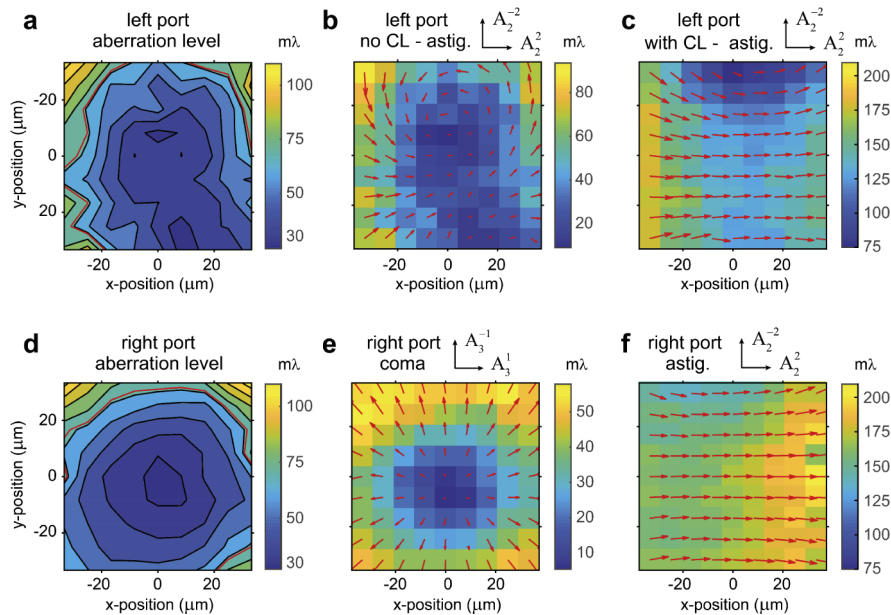 a
left port
aberration level
y-position (µm)
-20
0
20
-20
0
20
x-position (µm)
mλ
100
75
50
30
b
left port
no CL - astig.
A₂⁻²
A₂²
-20
0
20
x-position (µm)
mλ
80
60
40
20
c
left port
with CL - astig.
A₂⁻²
A₂²
-20
0
20
x-position (µm)
mλ
200
175
150
125
100
75
d
right port
aberration level
y-position (µm)
20
0
-20
-20
0
20
x-position (µm)
mλ
100
75
50
30
e
right port
coma
A₃⁻¹
A₃¹
-20
0
20
x-position (µm)
mλ
50
40
30
20
10
f
right port
astig.
A₂⁻²
A₂²
-20
0
20
x-position (µm)
mλ
200
175
150
125
100
75